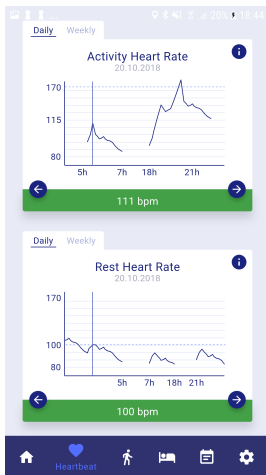 20% 18:44
Daily Weekly
Activity Heart Rate
20.10.2018
170
115
80
5h 7h 18h 21h
111 bpm
Daily Weekly
Rest Heart Rate
20.10.2018
170
100
80
5h 7h 18h 21h
100 bpm
Heartbeat